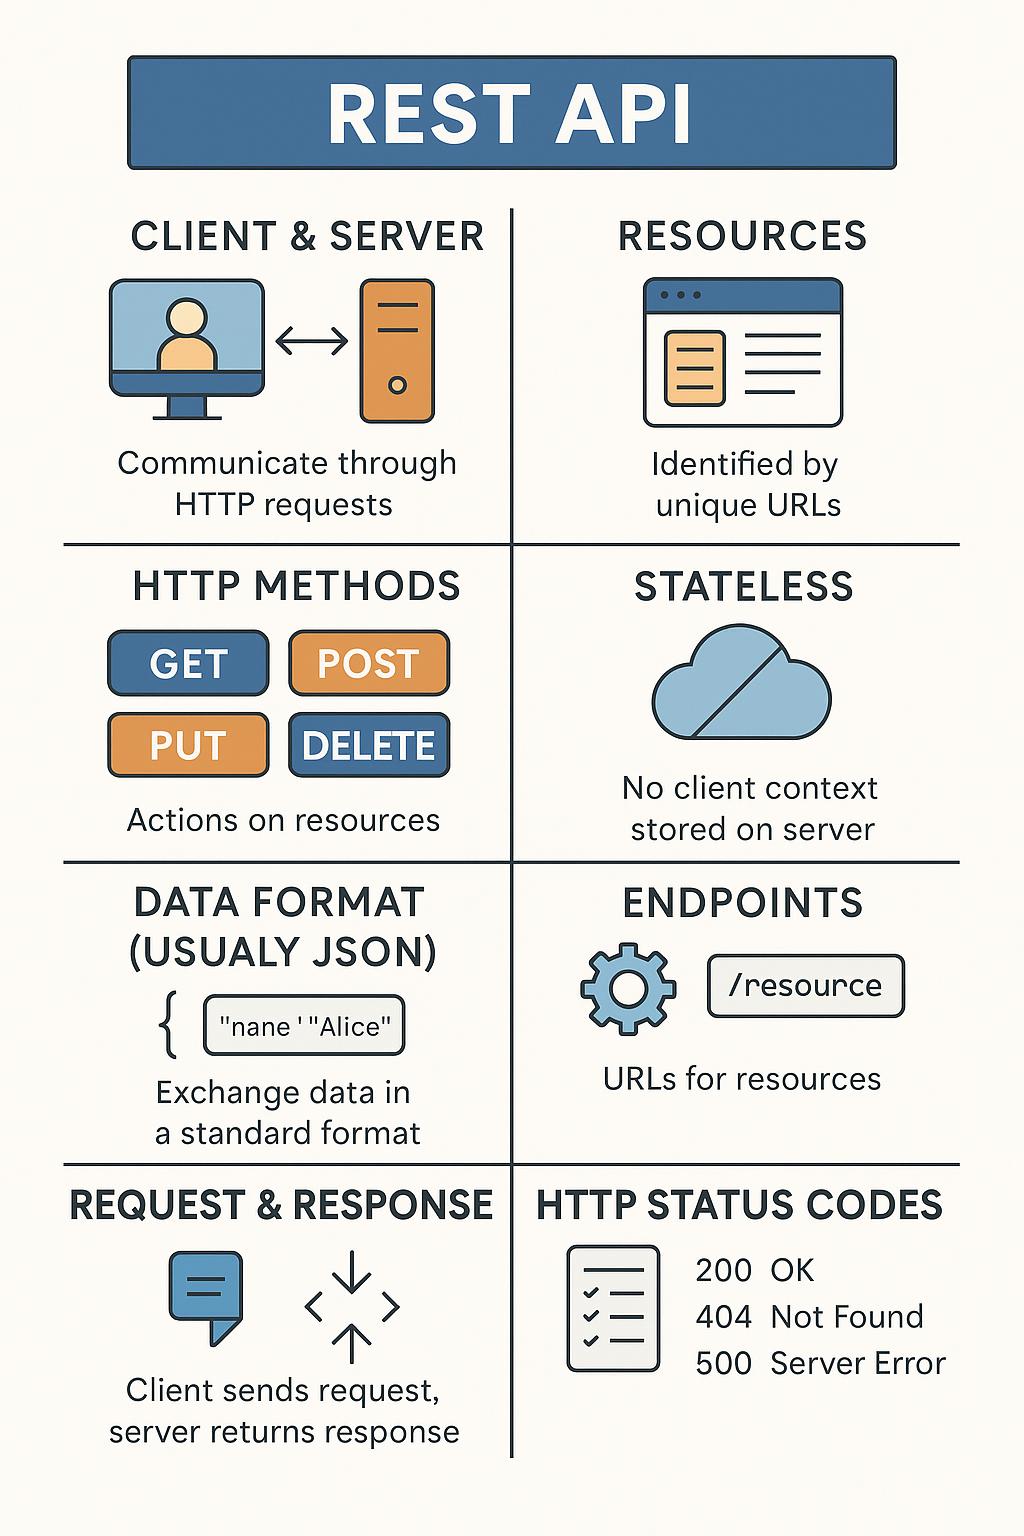 REST API
CLIENT & SERVER
Communicate through
HTTP requests
RESOURCES
Identified by
unique URLs
HTTP METHODS
GET
POST
PUT
DELETE
Actions on resources
STATELESS
No client context
stored on server
DATA FORMAT
(USUALY JSON)
{
"nane ' "Alice"
Exchange data in
a standard format
ENDPOINTS
/resource
URLs for resources
REQUEST & RESPONSE
Client sends request,
server returns response
HTTP STATUS CODES
200 OK
404 Not Found
500 Server Error